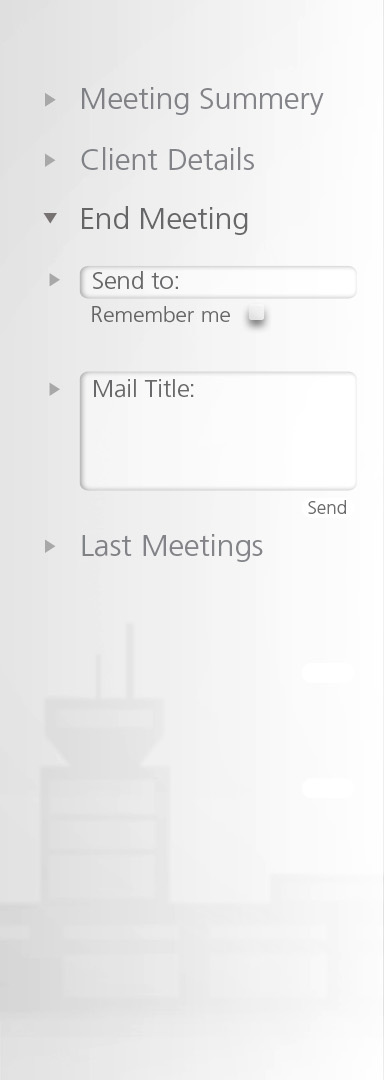 Meeting Summery
Client Details
End Meeting
Send to:
Remember me
Mail Title:
Send
Last Meetings